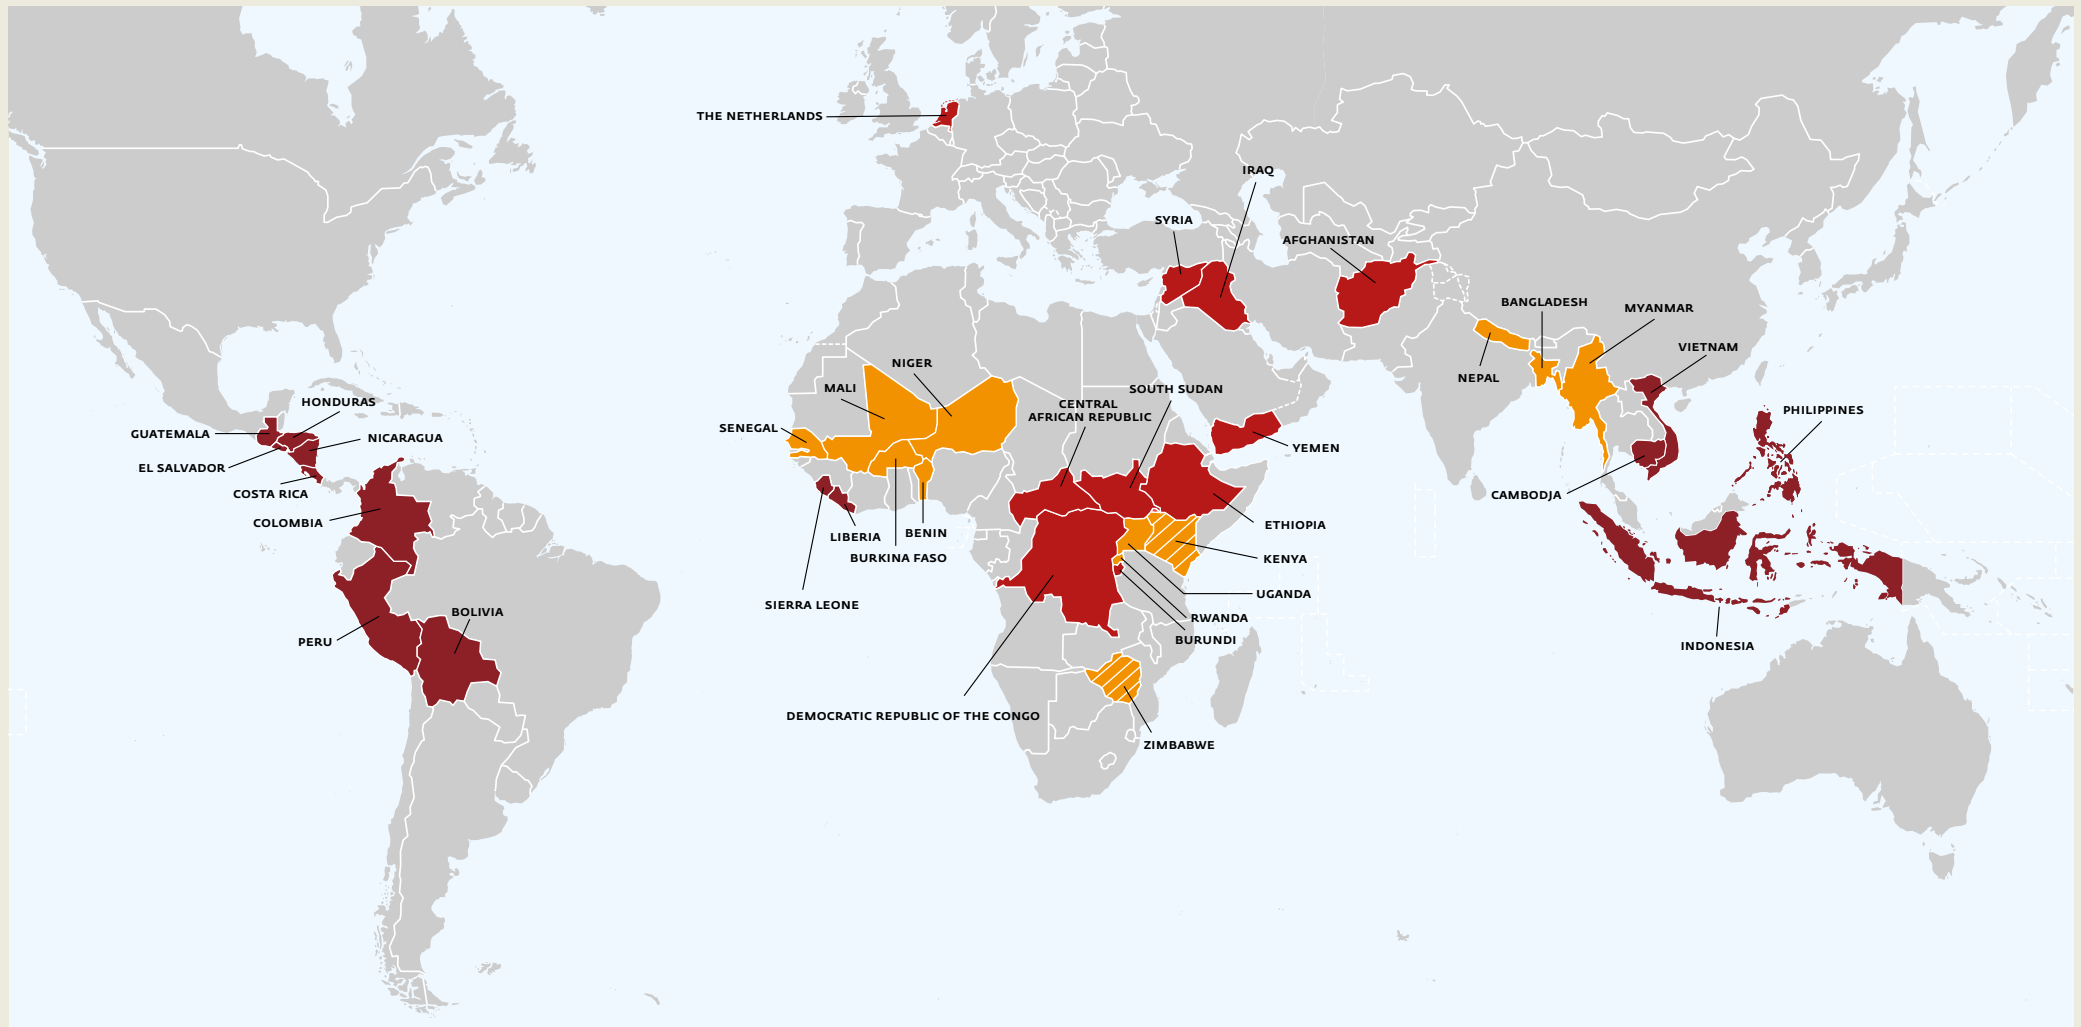 THE NETHERLANDS
IRAQ
SYRIA
AFGHANISTAN
BANGLADESH
MYANMAR
VIETNAM
NIGER
NEPAL
MALI
SOUTH SUDAN
HONDURAS
CENTRAL
AFRICAN REPUBLIC
PHILIPPINES
GUATEMALA
NICARAGUA
SENEGAL
YEMEN
EL SALVADOR
COSTA RICA
CAMBODJA
COLOMBIA
ETHIOPIA
BENIN
LIBERIA
BURKINA FASO
KENYA
UGANDA
SIERRA LEONE
BOLIVIA
RWANDA
PERU
BURUNDI
INDONESIA
DEMOCRATIC REPUBLIC OF THE CONGO
ZIMBABWE